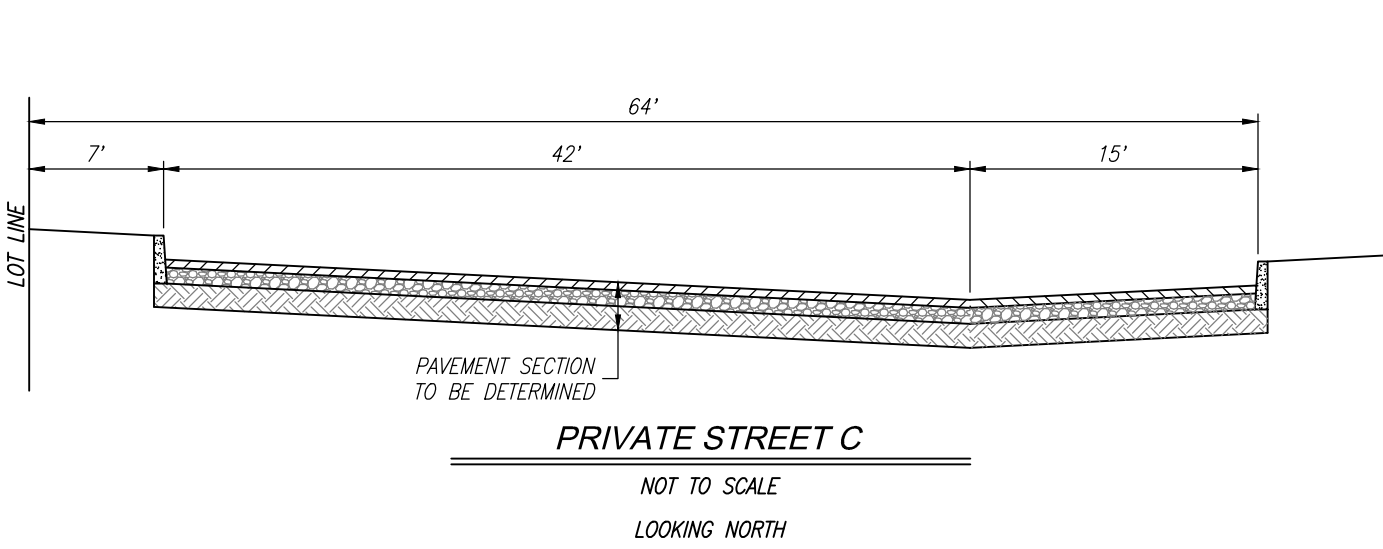 64'
7'
42'
15'
LOT LINE
PAVEMENT SECTION
TO BE DETERMINED
PRIVATE STREET C
NOT TO SCALE
LOOKING NORTH